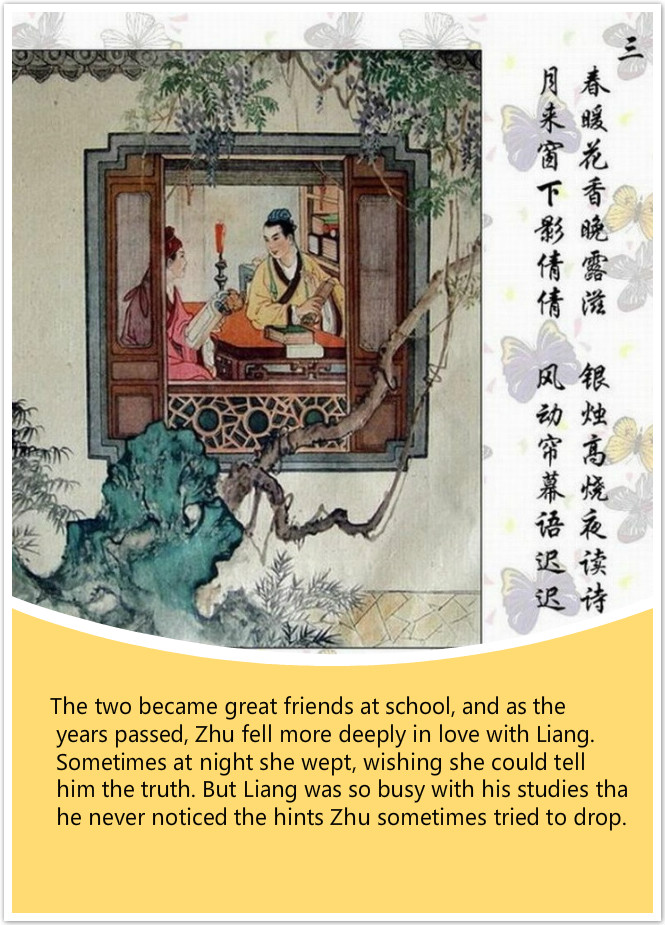 三
春暖花香晚露滋 银烛高烧夜读诗
月来窗下影倩倩 风动帘幕语迟迟
The two became great friends at school, and as the
years passed, Zhu fell more deeply in love with Liang.
Sometimes at night she wept, wishing she could tell
him the truth. But Liang was so busy with his studies tha
he never noticed the hints Zhu sometimes tried to drop.